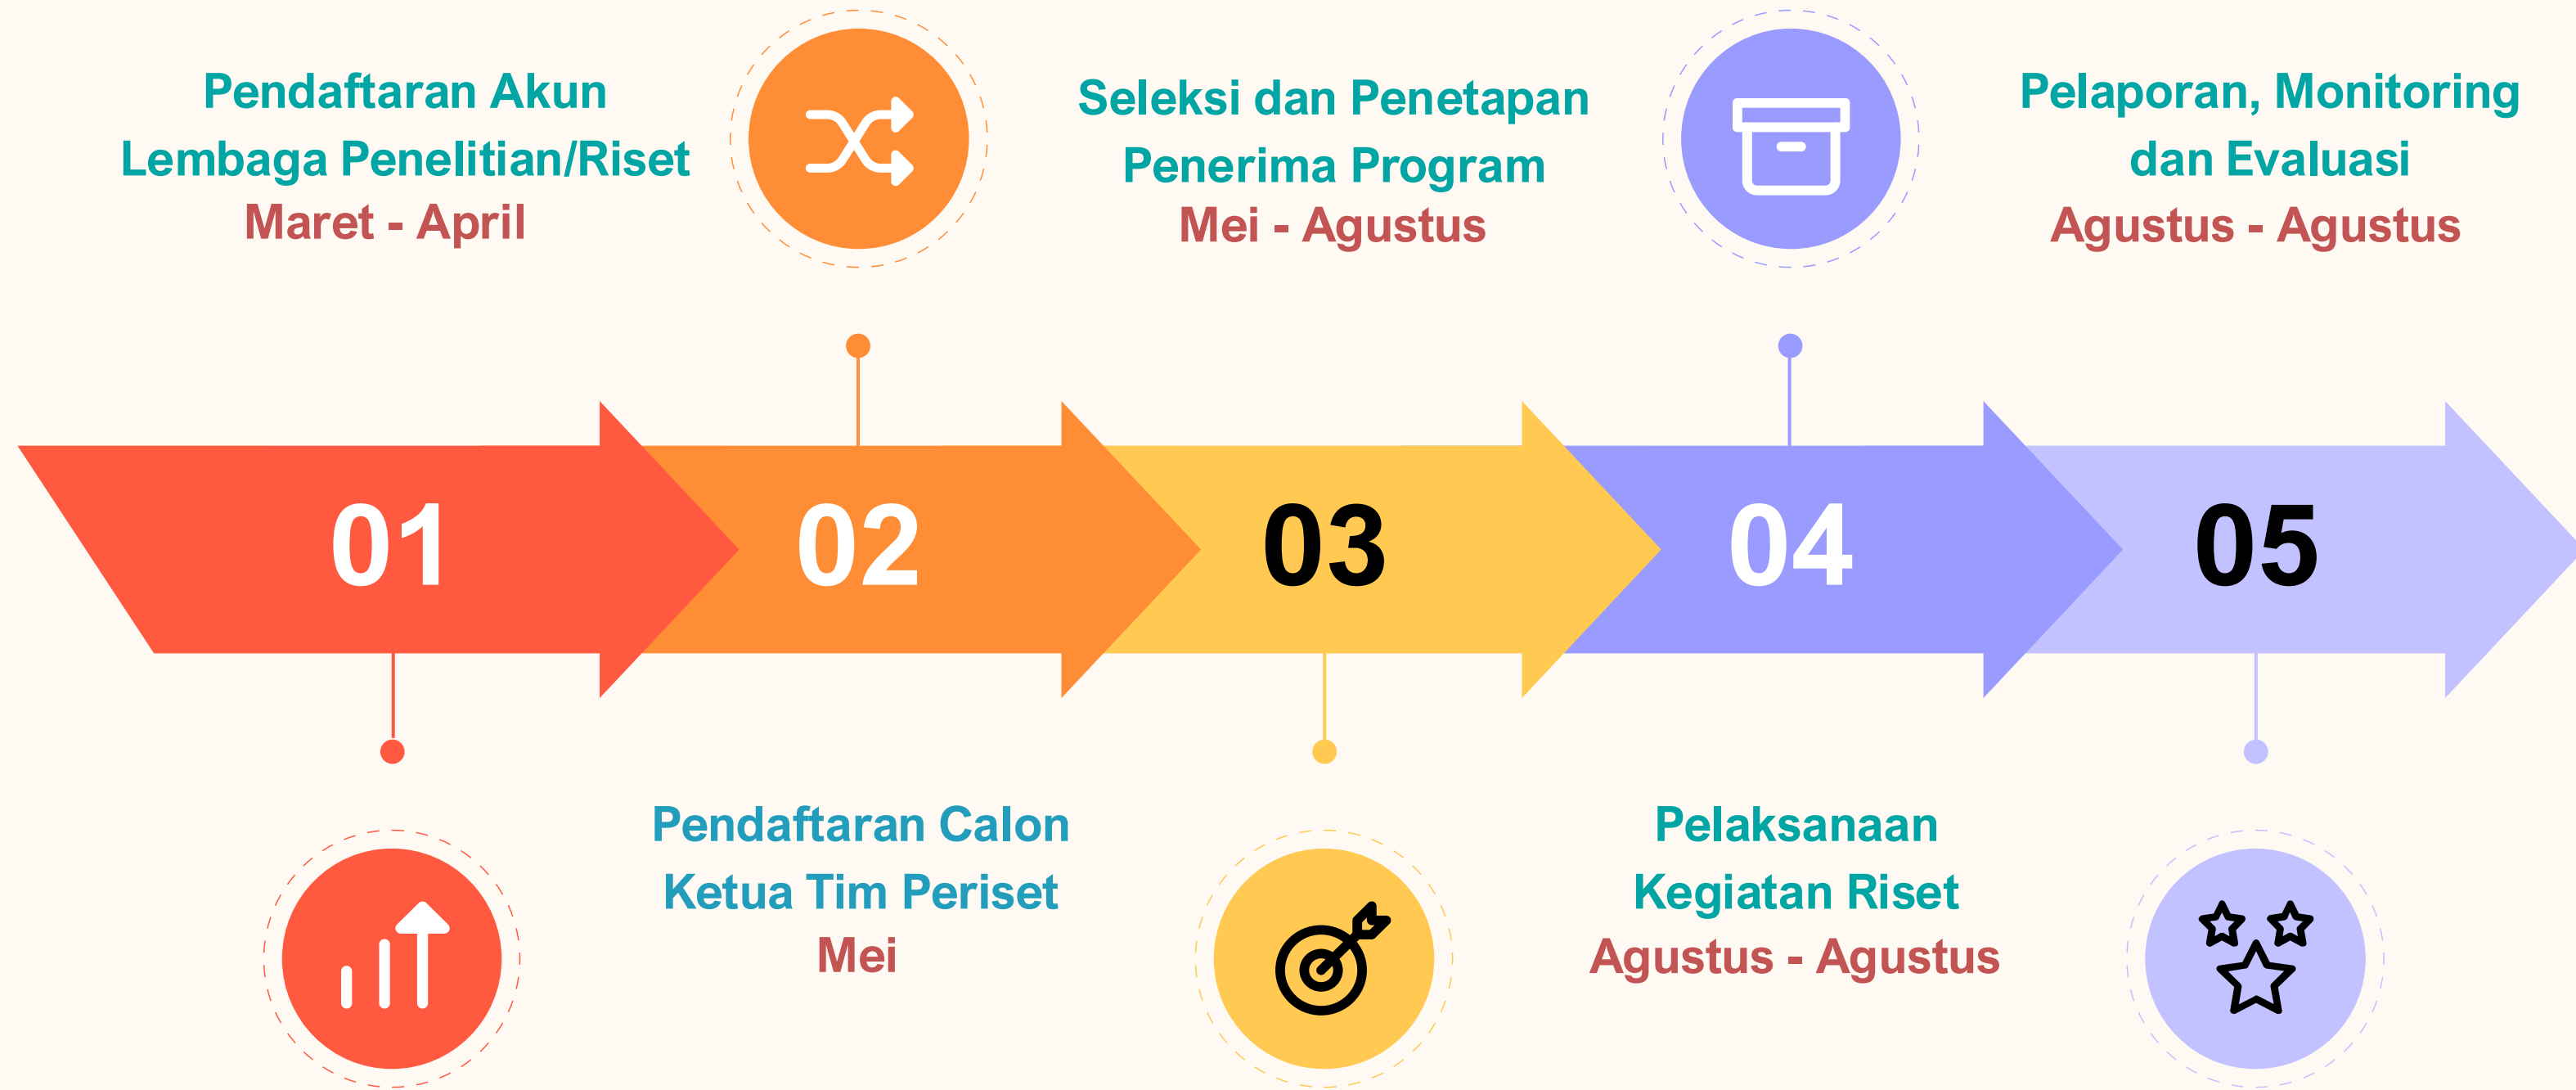 Pendaftaran Akun
Lembaga Penelitian/Riset
Maret - April
Seleksi dan Penetapan
Penerima Program
Mei - Agustus
Pelaporan, Monitoring
dan Evaluasi
Agustus - Agustus
01
02
03
04
05
Pendaftaran Calon
Ketua Tim Periset
Mei
Pelaksanaan
Kegiatan Riset
Agustus - Agustus